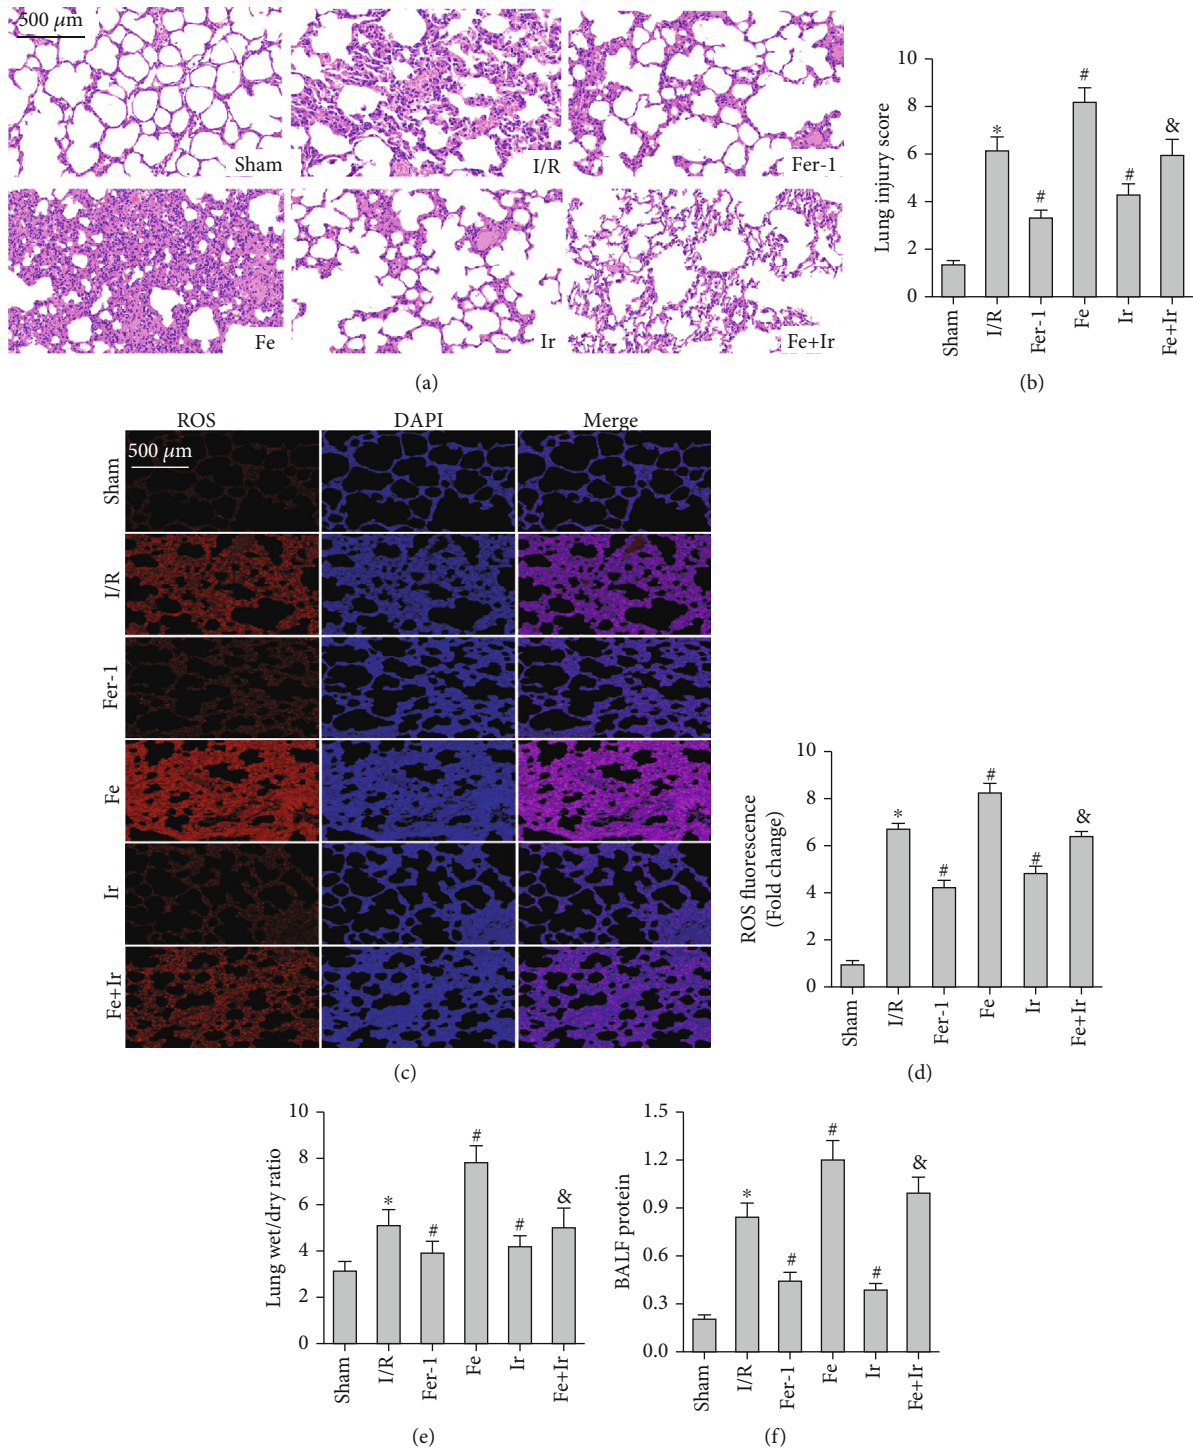 500 μm
Sham
I/R
Fer-1
Fe
Ir
Fe+Ir
(a)
Lung injury score
10
8
6
4
2
0
*
#
#
#
&
Sham
I/R
Fer-1
Fe
Ir
Fe+Ir
(b)
ROS
DAPI
Merge
500 μm
Sham
I/R
Fer-1
Fe
Ir
Fe+Ir
(c)
ROS fluorescence
(Fold change)
10
8
6
4
2
0
*
#
#
#
&
Sham
I/R
Fer-1
Fe
Ir
Fe+Ir
(d)
Lung wet/dry ratio
10
8
6
4
2
0
*
#
#
#
&
Sham
I/R
Fer-1
Fe
Ir
Fe+Ir
(e)
BALF protein
1.5
1.2
0.9
0.6
0.3
0.0
*
#
#
#
&
Sham
I/R
Fer-1
Fe
Ir
Fe+Ir
(f)